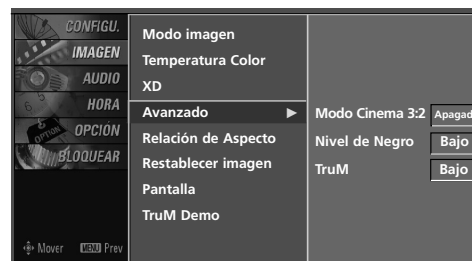 CONFIGU.
IMAGEN
AUDIO
HORA
OPCIÓN
BLOQUEAR
Mover MENU Prev
Modo imagen
Temperatura Color
XD
Avanzado ▶
Relación de Aspecto
Restablecer imagen
Pantalla
TruM Demo
Modo Cinema 3:2 Apagad
Nivel de Negro Bajo
TruM Bajo